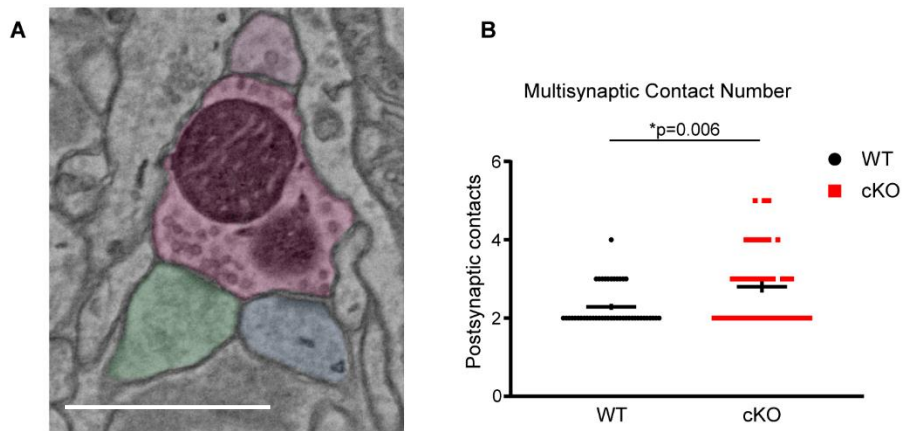 A
B
Multisynaptic Contact Number
*p=0.006
WT
cKO
Postsynaptic contacts
6
4
2
0
WT
cKO